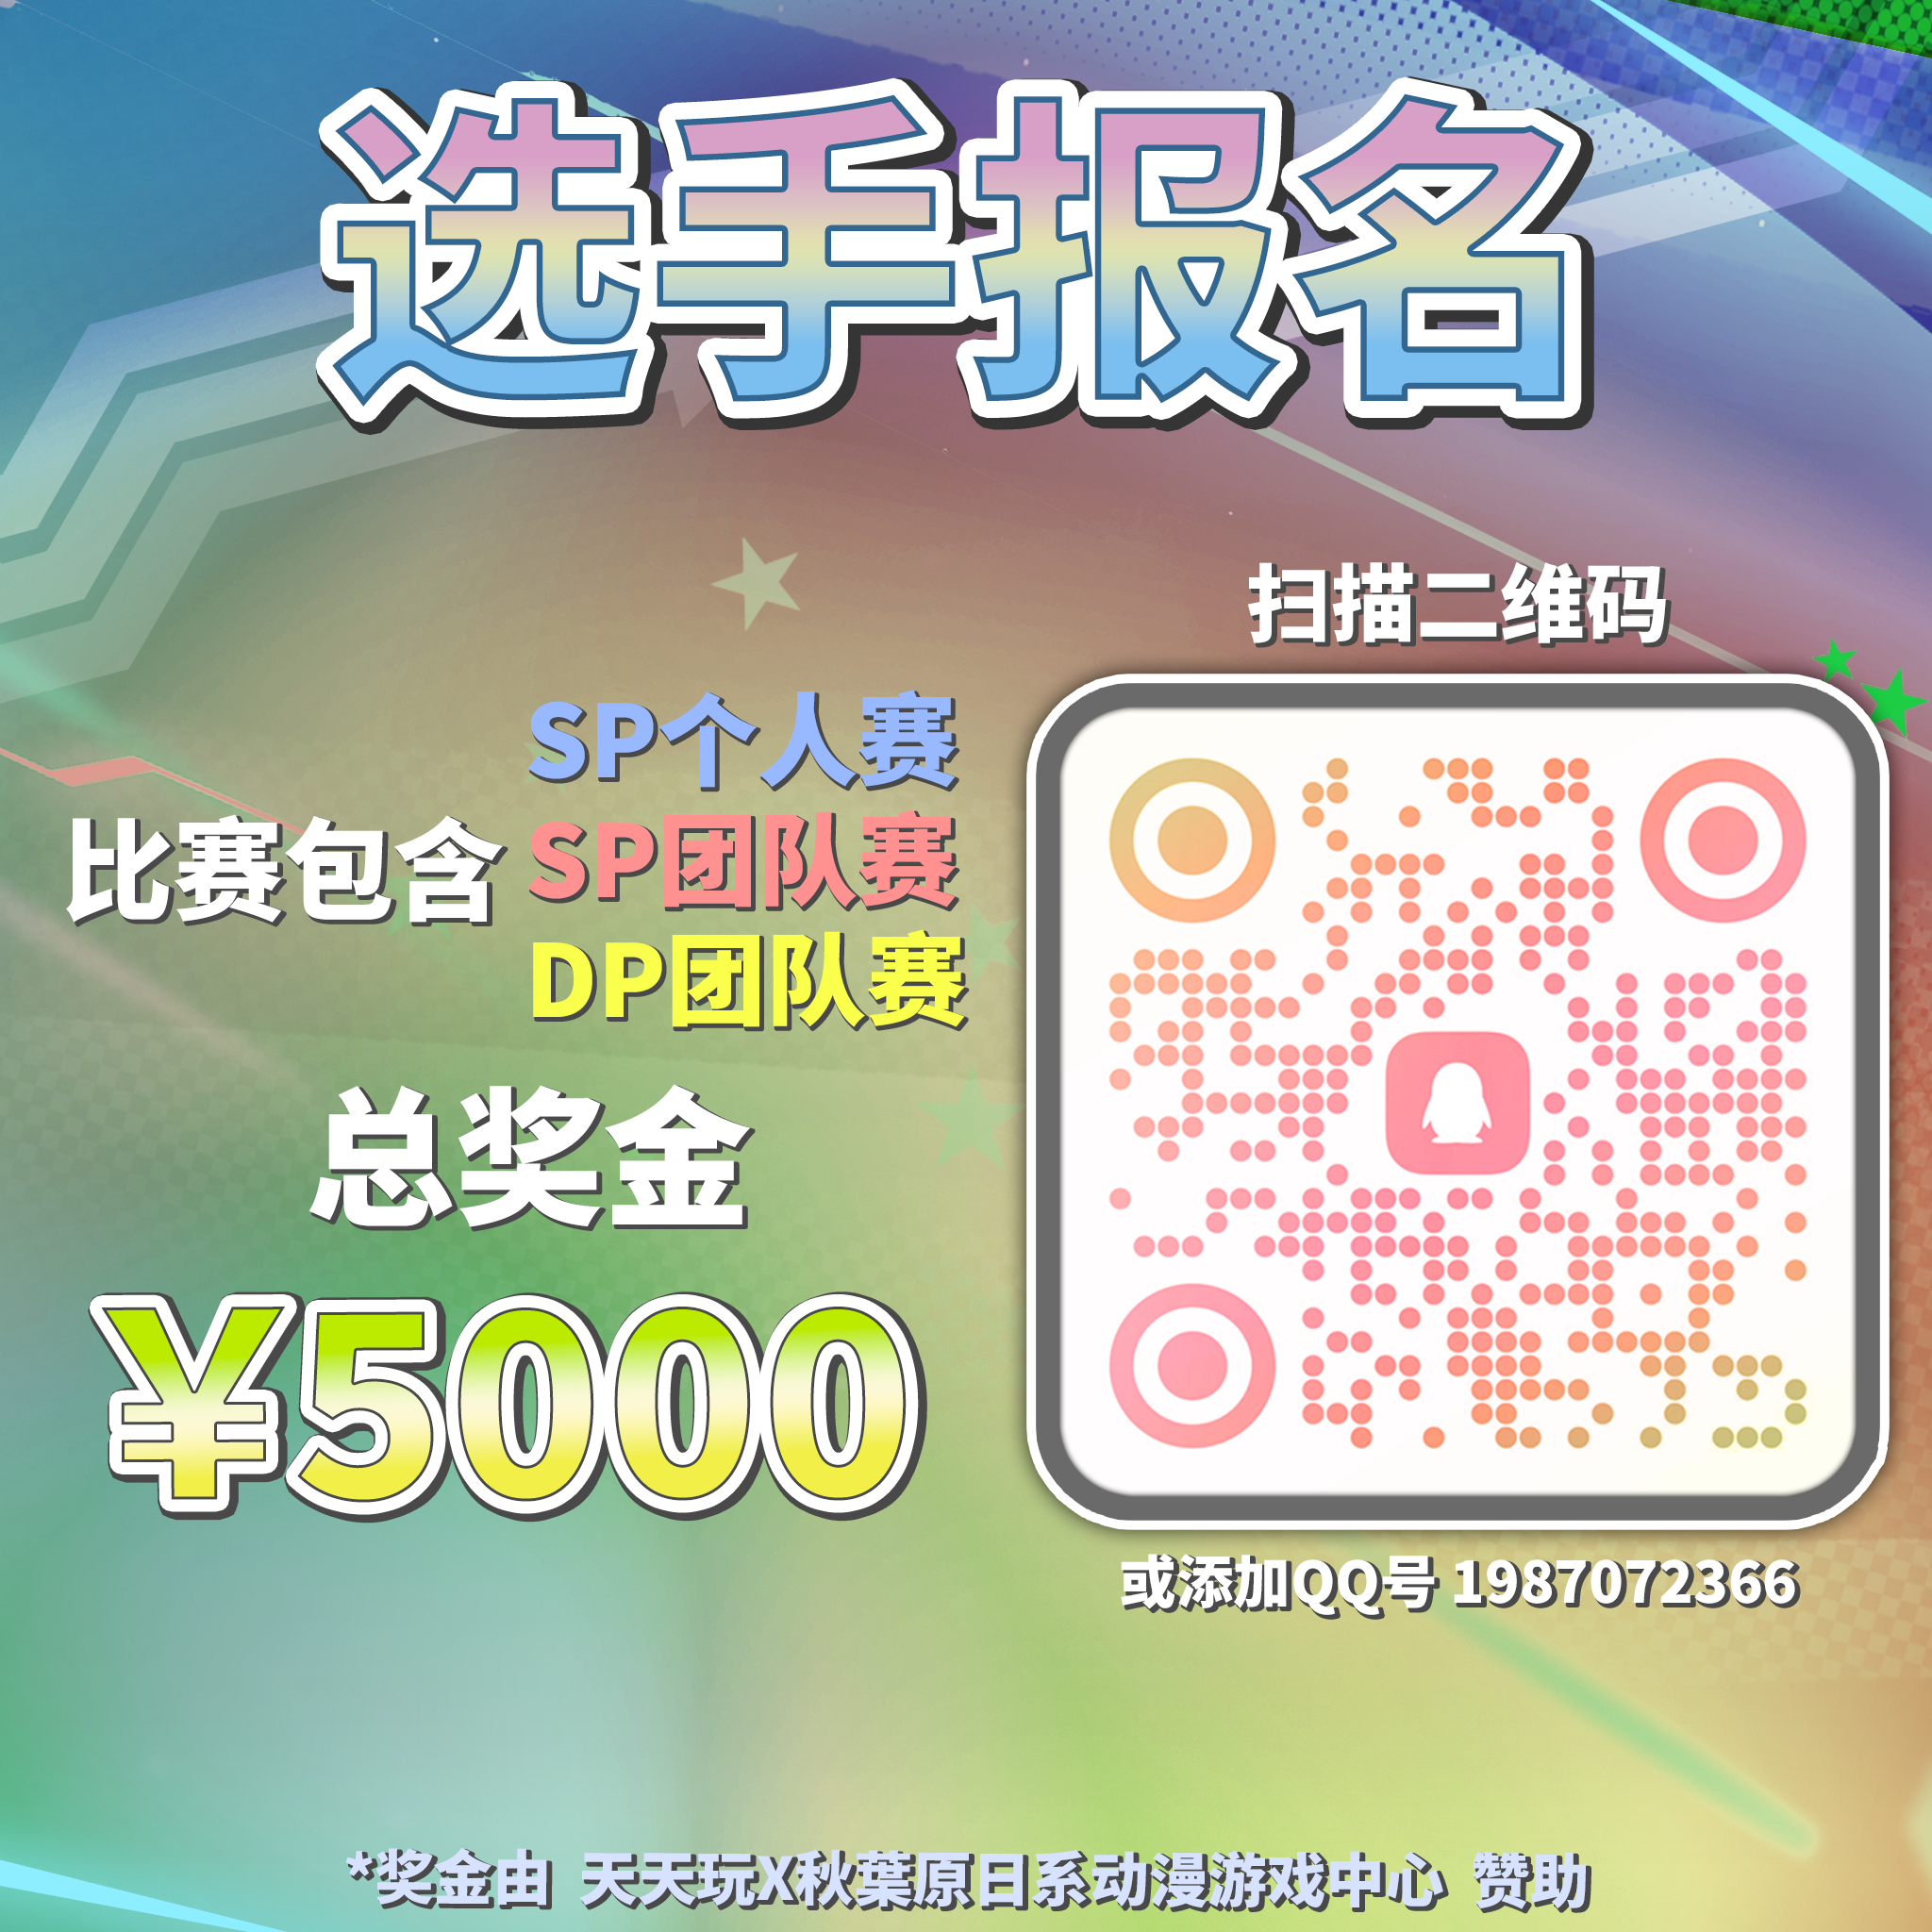 选手报名
扫描二维码
比赛包含
SP个人赛
SP团队赛
DP团队赛
总奖金
¥5000
或添加QQ号 1987072366
*奖金由 天天玩X秋葉原日系动漫游戏中心 赞助